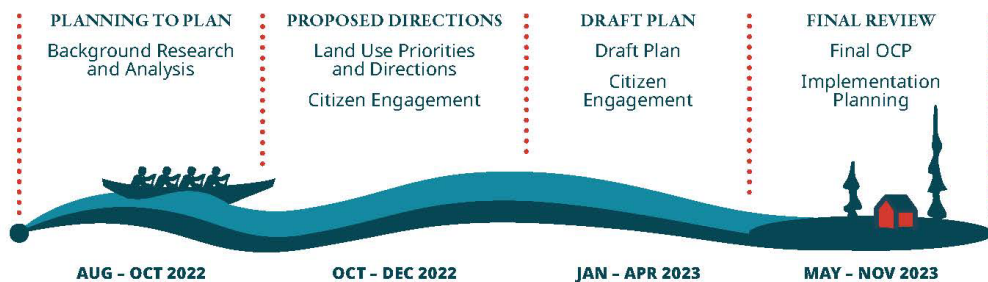 PLANNING TO PLAN
Background Research
and Analysis
PROPOSED DIRECTIONS
Land Use Priorities
and Directions
Citizen Engagement
DRAFT PLAN
Draft Plan
Citizen
Engagement
FINAL REVIEW
Final OCP
Implementation
Planning
AUG – OCT 2022
OCT – DEC 2022
JAN – APR 2023
MAY – NOV 2023